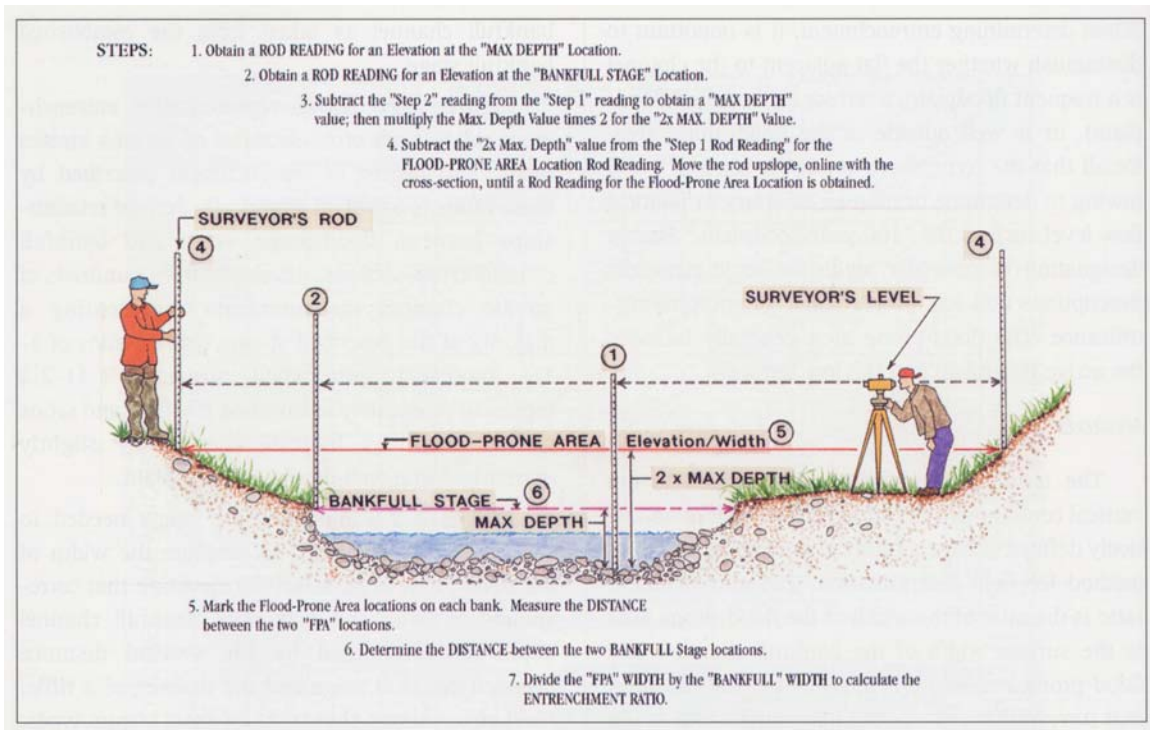 STEPS: 1. Obtain a ROD READING for an Elevation at the "MAX DEPTH" Location.
2. Obtain a ROD READING for an Elevation at the "BANKFULL STAGE" Location.
3. Subtract the "Step 2" reading from the "Step 1" reading to obtain a "MAX DEPTH"
value; then multiply the Max. Depth Value times 2 for the "2x MAX. DEPTH" Value.
4. Subtract the "2x Max. Depth" value from the "Step 1 Rod Reading" for the
FLOOD-PRONE AREA Location Rod Reading. Move the rod upslope, online with the
cross-section, until a Rod Reading for the Flood-Prone Area Location is obtained.
SURVEYOR'S ROD
4
2
1
4
SURVEYOR'S LEVEL
FLOOD-PRONE AREA Elevation/Width 5
2 x MAX DEPTH
BANKFULL STAGE 6
MAX DEPTH
5. Mark the Flood-Prone Area locations on each bank. Measure the DISTANCE
between the two "FPA" locations.
6. Determine the DISTANCE between the two BANKFULL Stage locations.
7. Divide the "FPA" WIDTH by the "BANKFULL" WIDTH to calculate the
ENTRENCHMENT RATIO.